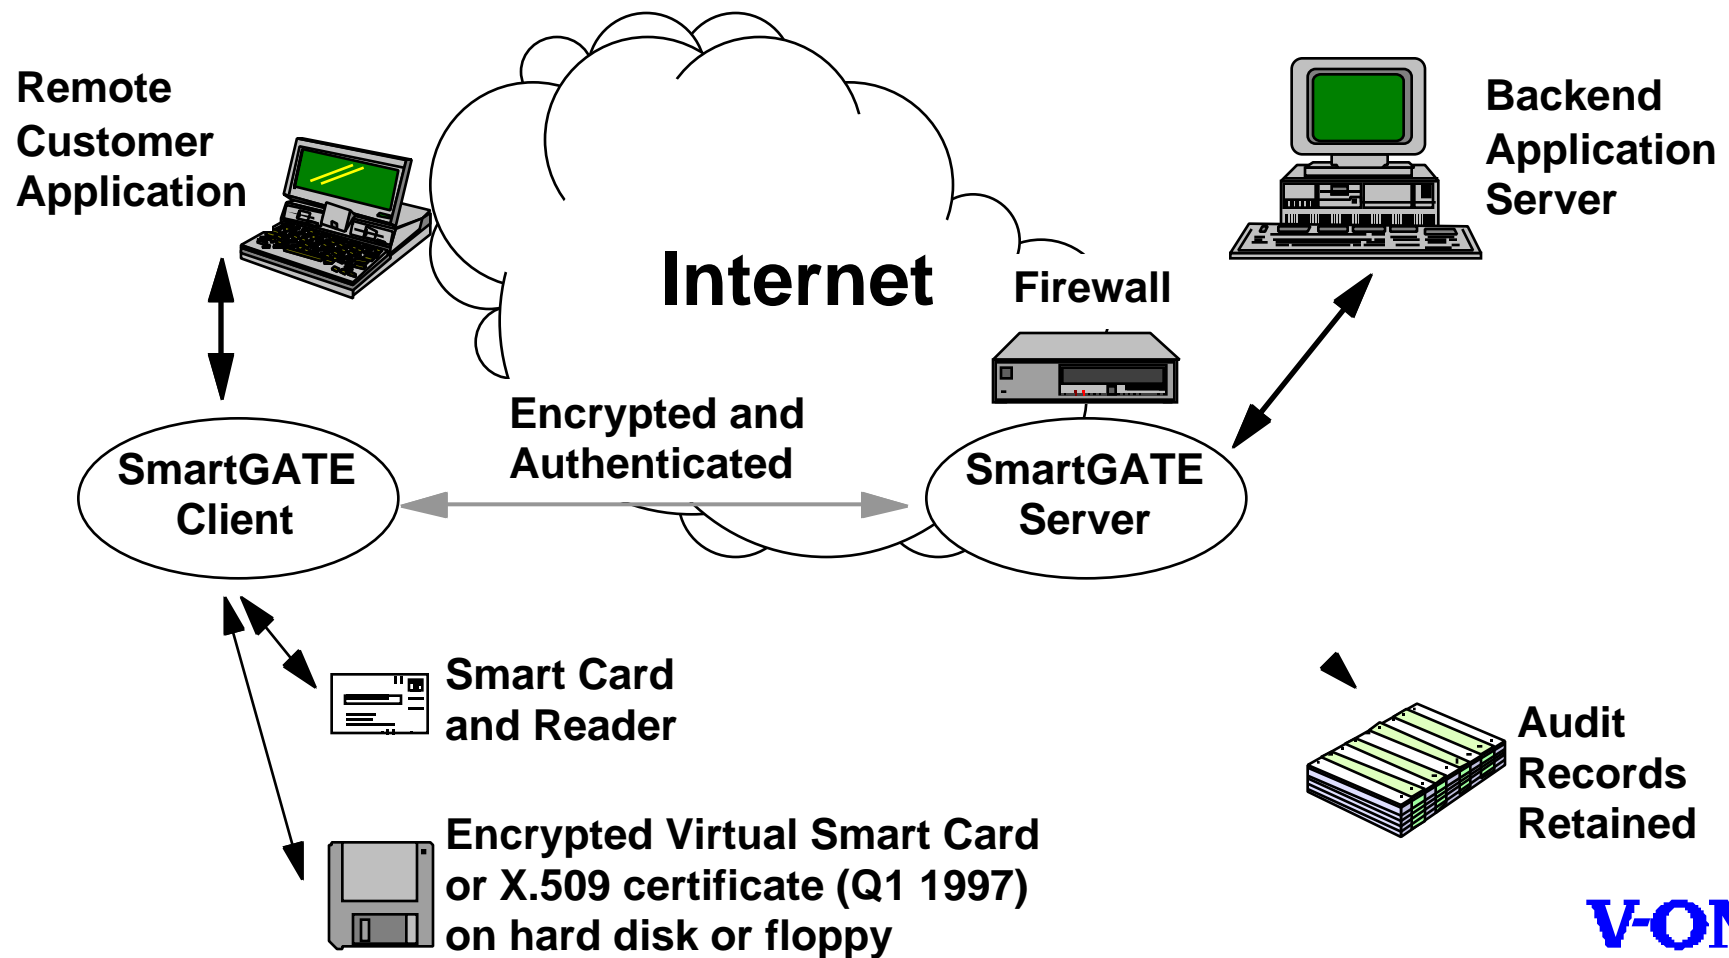 Remote
Customer
Application
Internet
Firewall
Backend
Application
Server
Encrypted and
Authenticated
SmartGATE
Client
SmartGATE
Server
Smart Card
and Reader
Encrypted Virtual Smart Card
or X.509 certificate (Q1 1997)
on hard disk or floppy
Audit
Records
Retained